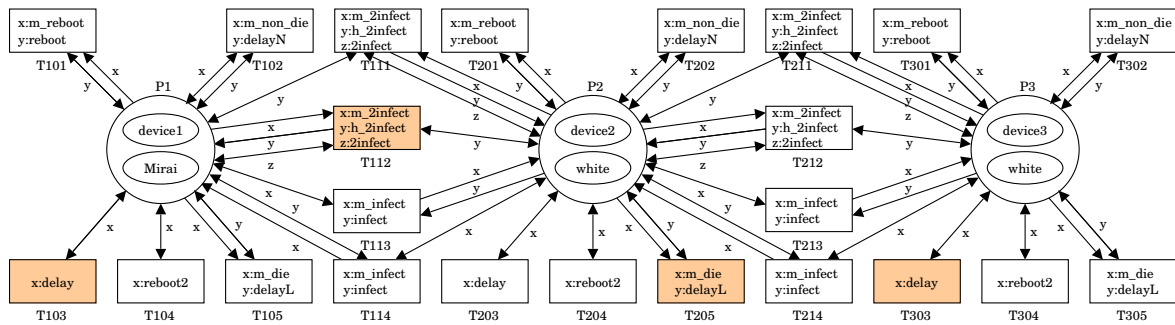 x:m_reboot
y:reboot
T101
x:m_non_die
y:delayN
T102
x:m_2infect
y:h_2infect
z:2infect
T111
x:m_reboot
y:reboot
T201
x:m_non_die
y:delayN
T202
x:m_2infect
y:h_2infect
z:2infect
T211
x:m_reboot
y:reboot
T301
x:m_non_die
y:delayN
T302
x
y
x
y
y
x
y
z
x
y
x
y
y
x
y
z
x
y
x
y
P1
device1
Mirai
P2
device2
white
P3
device3
white
x:m_2infect
y:h_2infect
z:2infect
T112
x
y
z
y
x:m_2infect
y:h_2infect
z:2infect
T212
x
y
z
y
x:m_infect
y:infect
T113
x
y
x
y
x
x:m_infect
y:infect
T213
x
y
x
y
x
x
x
x
y
x
x
x
y
x
x
x
y
x:delay
T103
x:reboot2
T104
x:m_die
y:delayL
T105
x:m_infect
y:infect
T114
x:delay
T203
x:reboot2
T204
x:m_die
y:delayL
T205
x:m_infect
y:infect
T214
x:delay
T303
x:reboot2
T304
x:m_die
y:delayL
T305